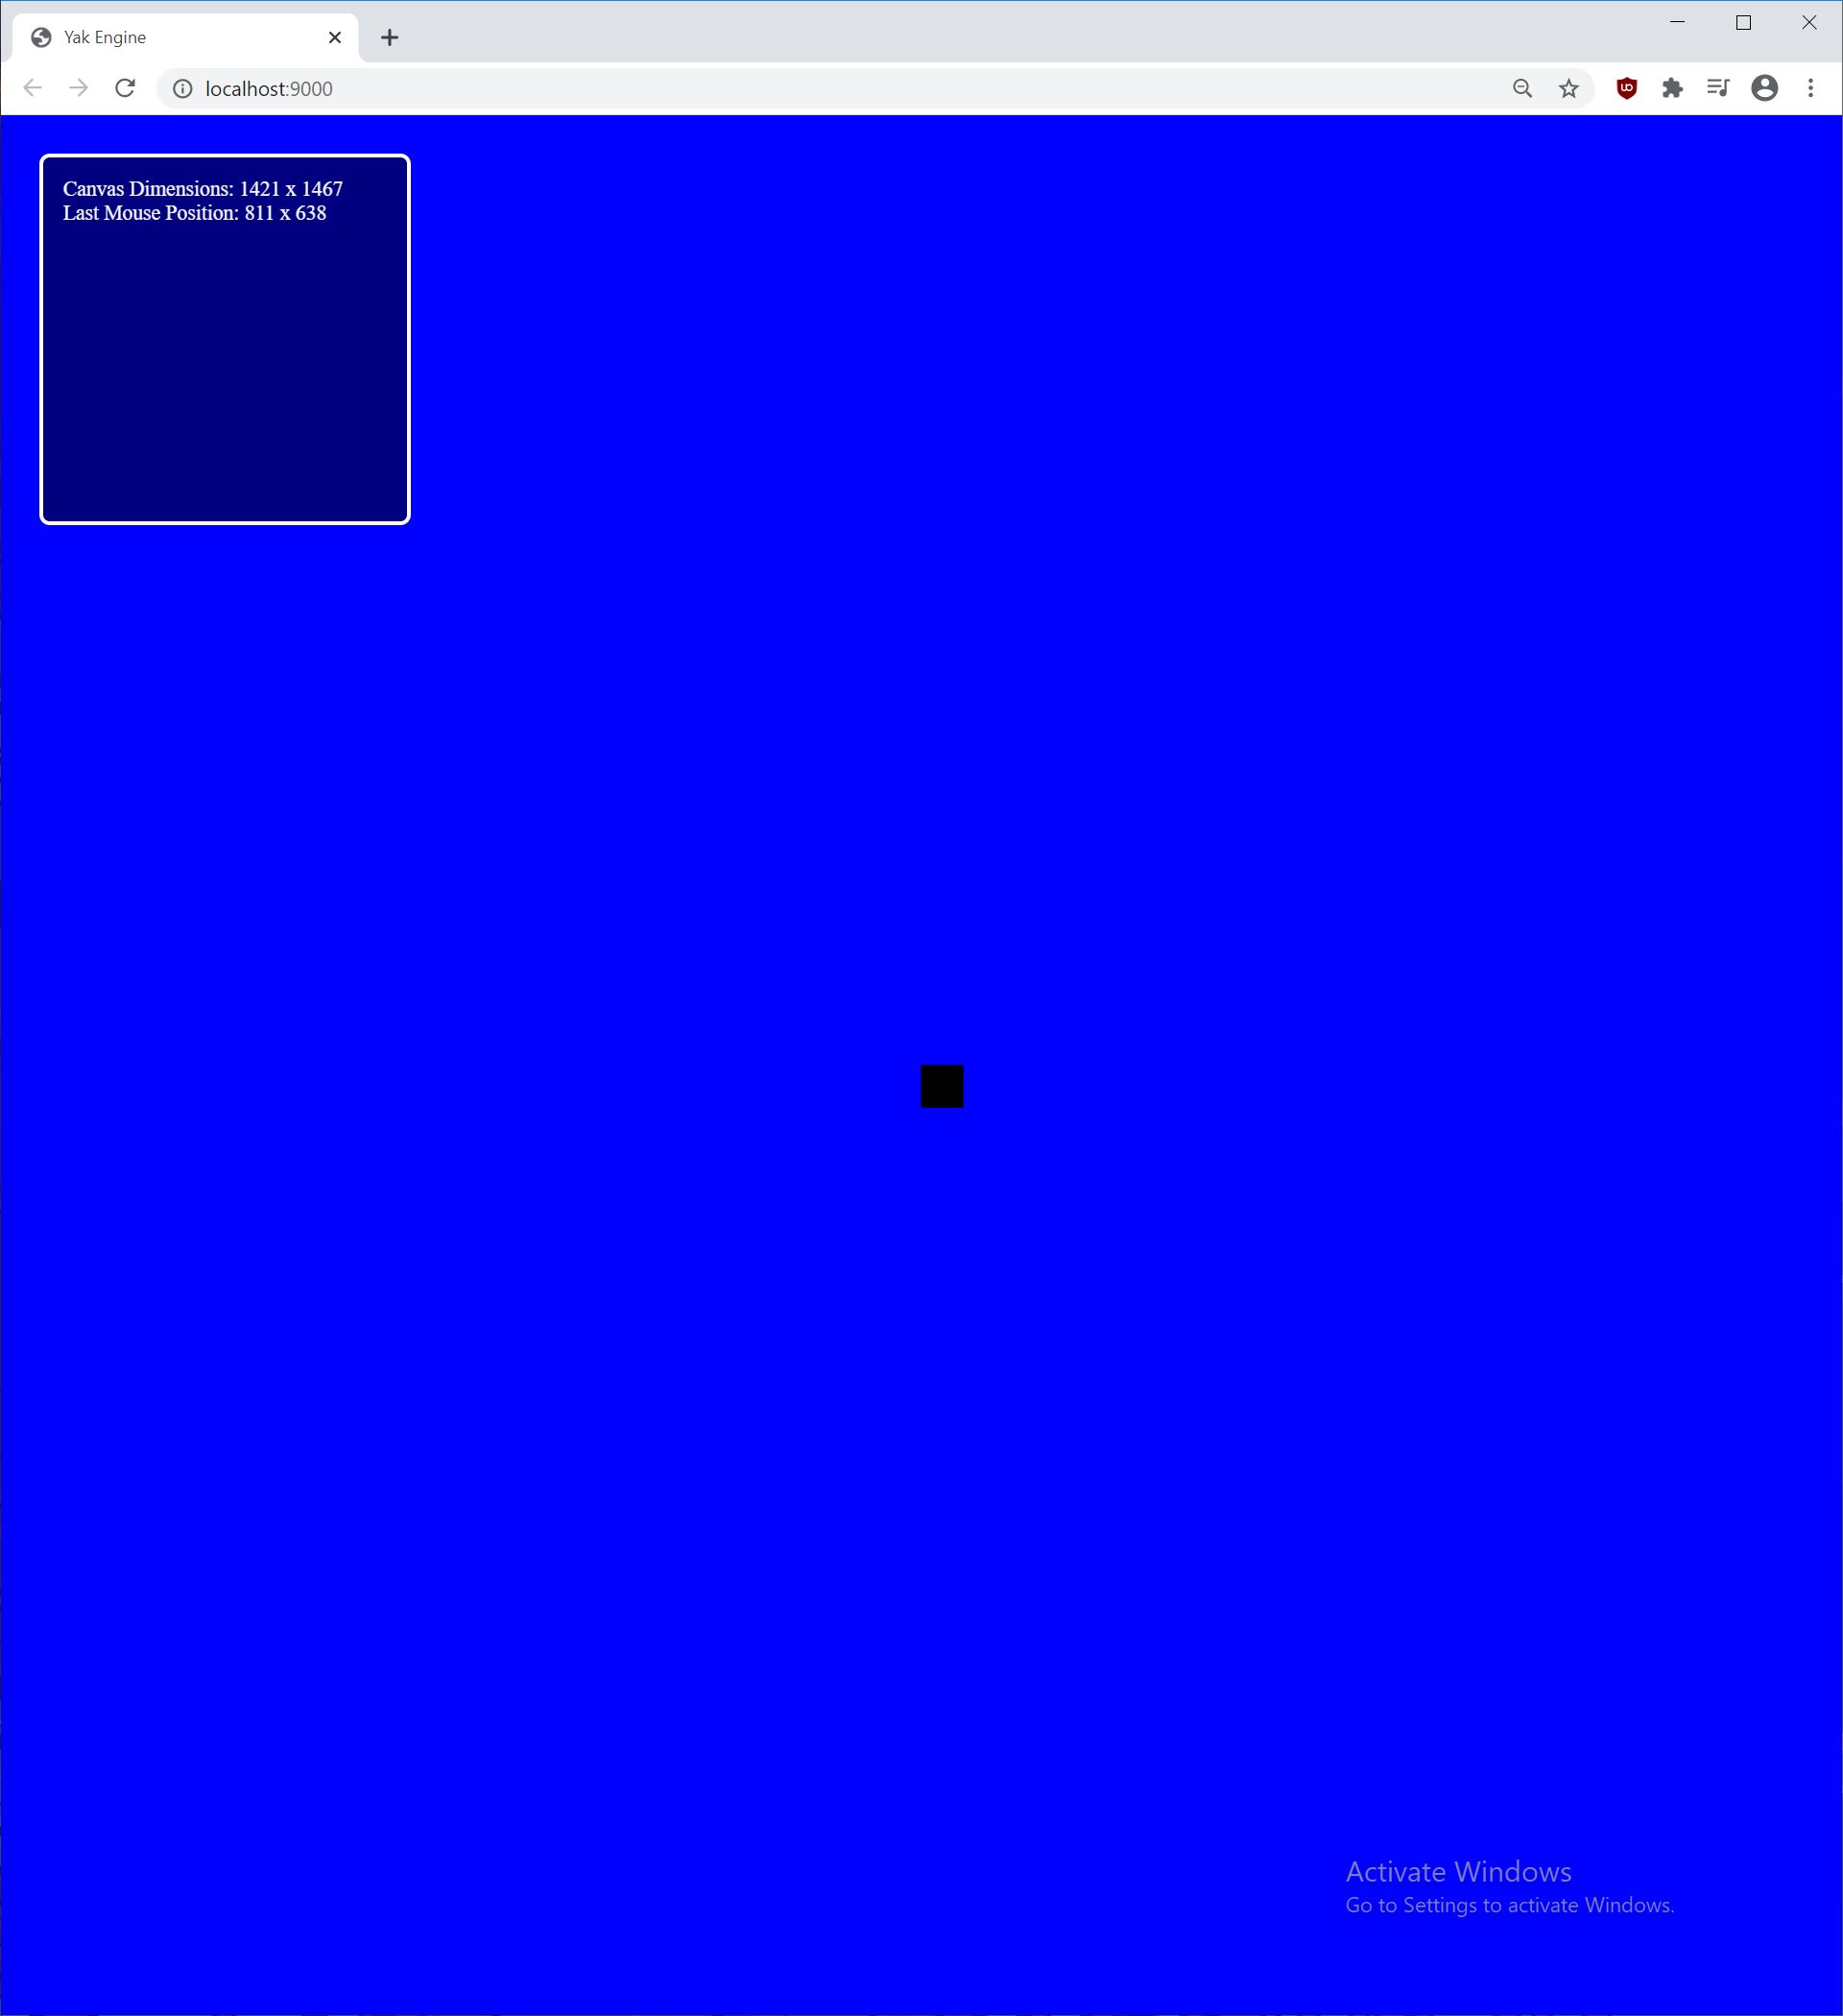 Yak Engine
localhost:9000
Canvas Dimensions: 1421 x 1467
Last Mouse Position: 811 x 638
Activate Windows
Go to Settings to activate Windows.